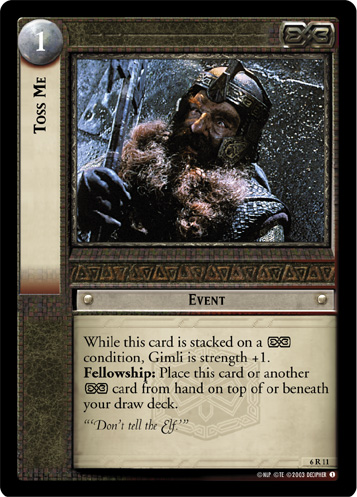 1
TOSS ME
EVENT
While this card is stacked on a
condition, Gimli is strength +1.
Fellowship: Place this card or another
card from hand on top of or beneath
your draw deck.
“‘Don't tell the Elf.’”
6 R 11
©NLP ©TE ©2003 DECIPHER